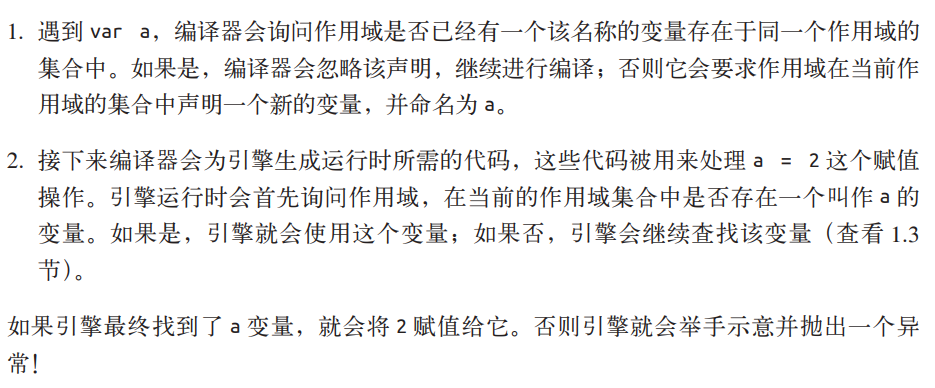 1. 遇到 var a，编译器会询问作用域是否已经有一个该名称的变量存在于同一个作用域的
集合中。如果是，编译器会忽略该声明，继续进行编译；否则它会要求作用域在当前作
用域的集合中声明一个新的变量，并命名为 a。
2. 接下来编译器会为引擎生成运行时所需的代码，这些代码被用来处理 a = 2 这个赋值
操作。引擎运行时会首先询问作用域，在当前的作用域集合中是否存在一个叫作 a 的
变量。如果是，引擎就会使用这个变量；如果否，引擎会继续查找该变量（查看 1.3
节）。
如果引擎最终找到了 a 变量，就会将 2 赋值给它。否则引擎就会举手示意并抛出一个异
常！